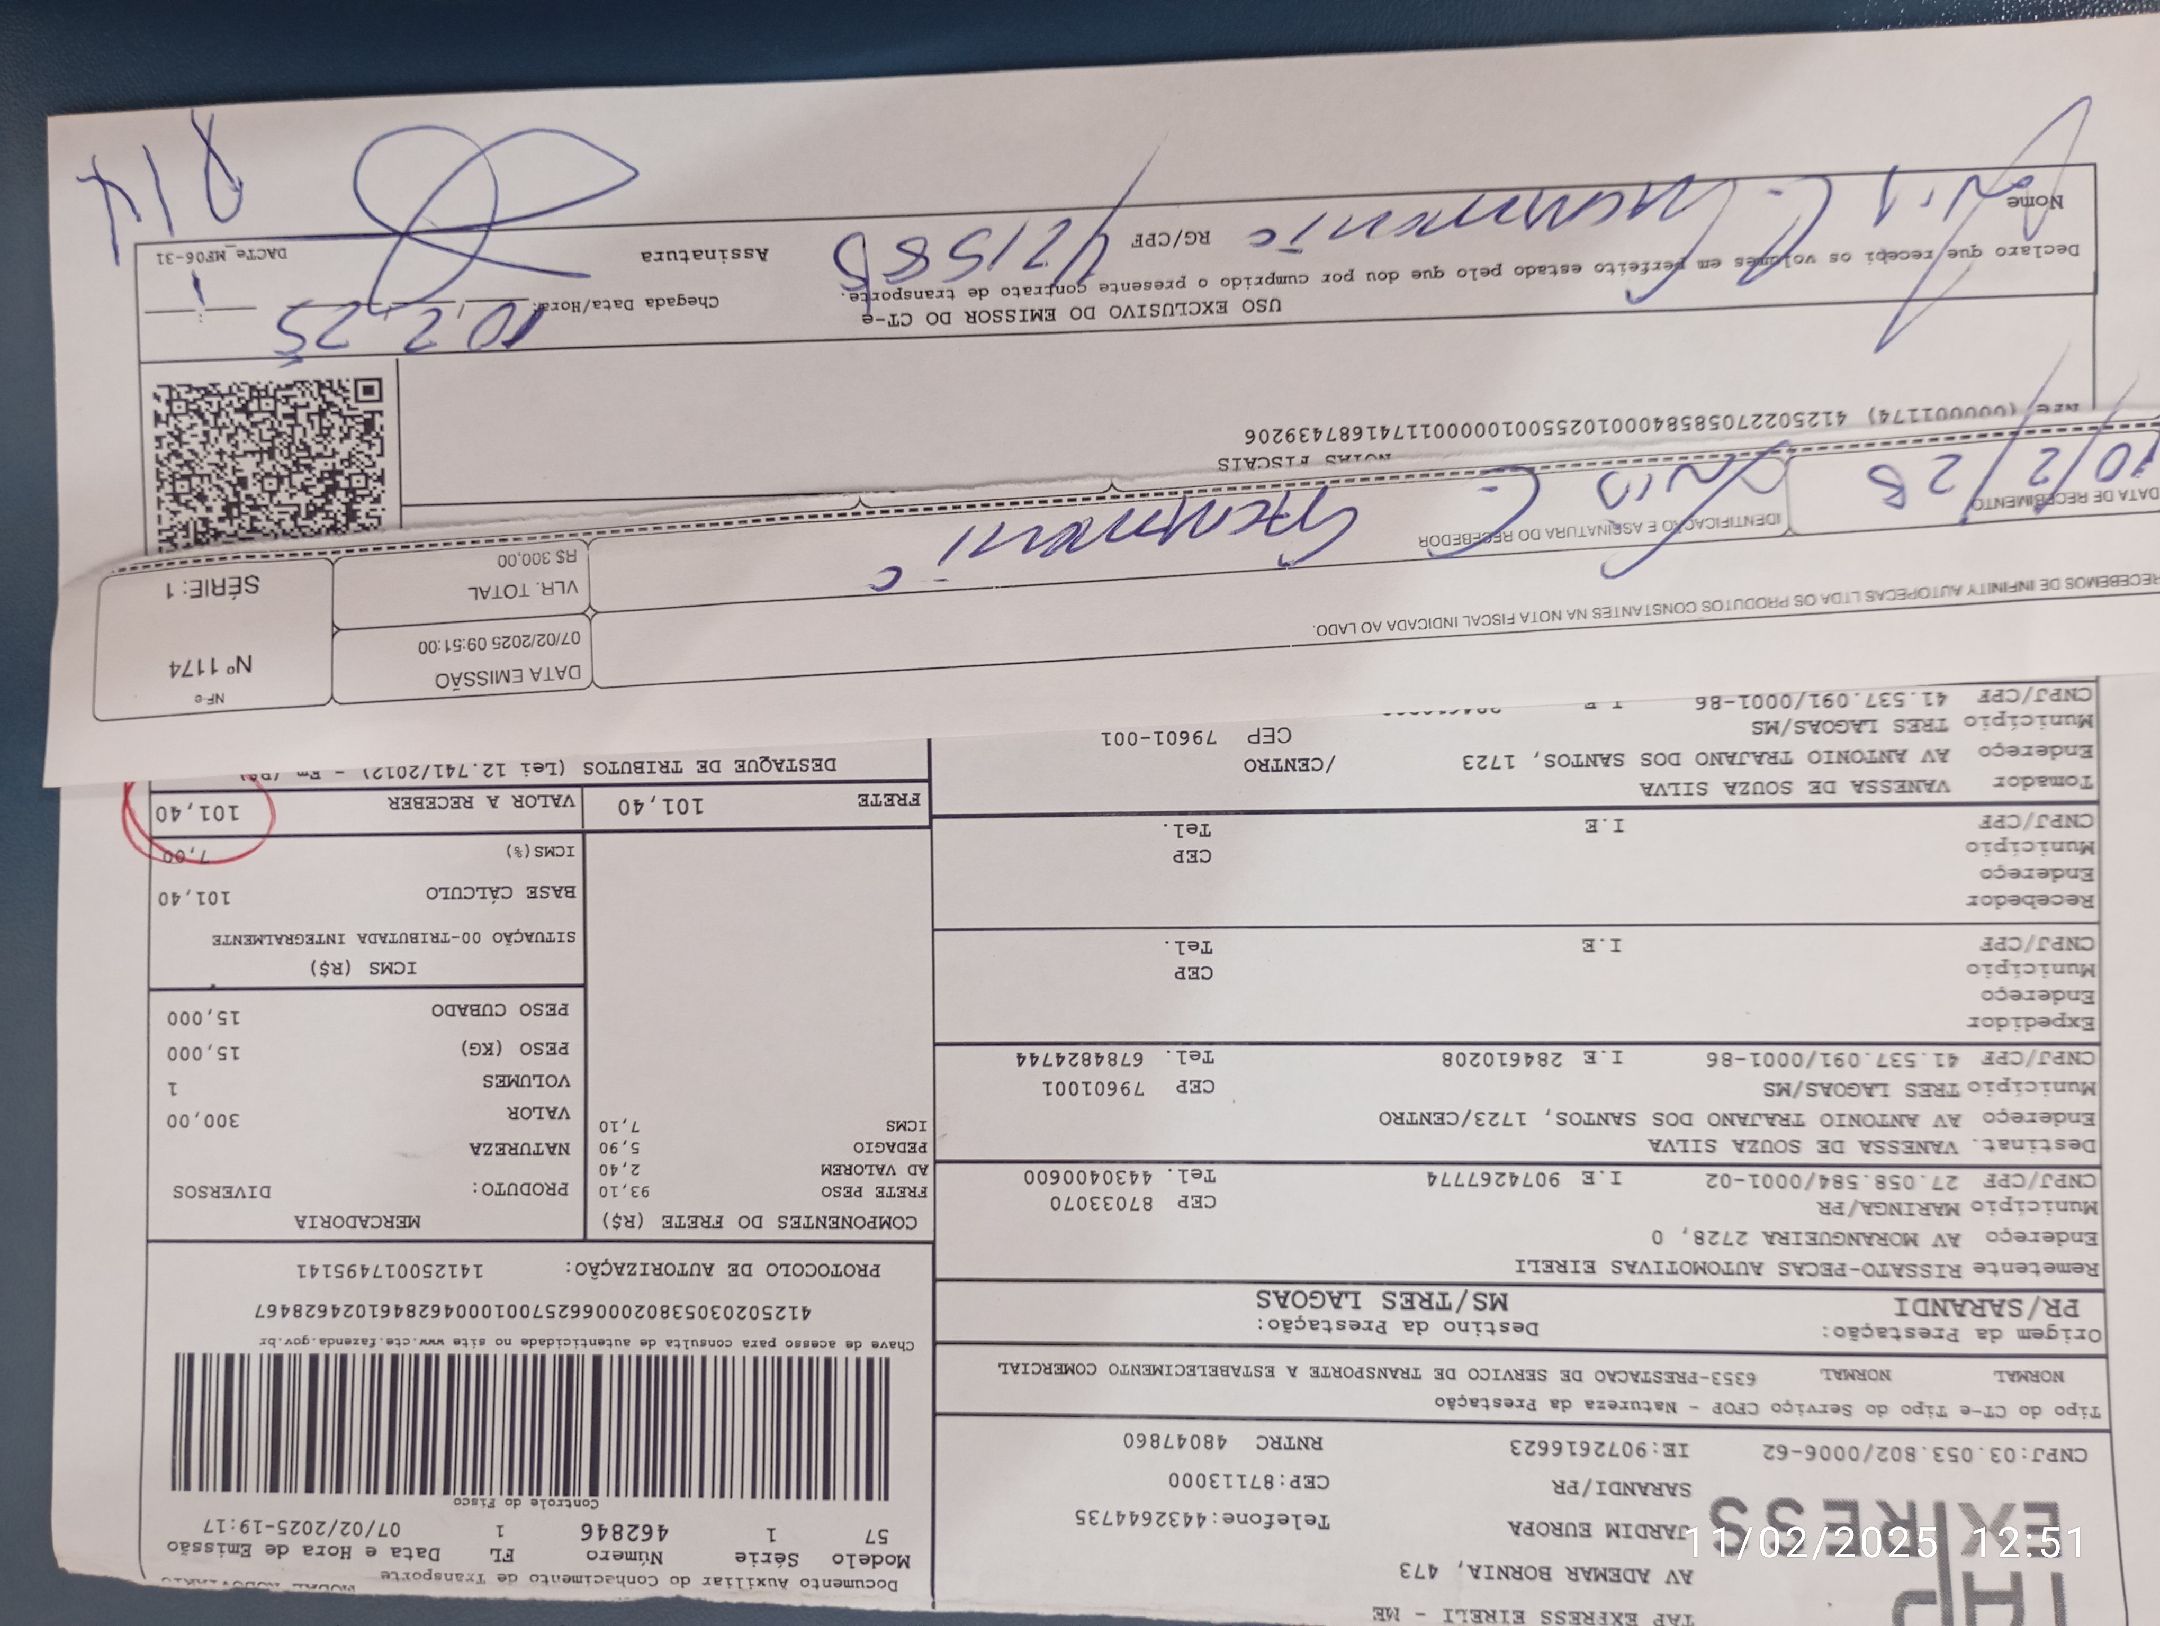 TAP
EXPRESS
TAP EXPRESS EIRELI - ME
AV ADEMAR BORNIA, 473
JARDIM EUROPA
Telefone:4432644735
SARANDI/PR
CEP:87113000
CNPJ:03.053.802/0006-62 IE:9072616623 RNTRC 48047860
Documento Auxiliar do Conhecimento de Transporte
Modelo Série Número FL Data e Hora de Emissão
57 1 462846 1 07/02/2025-19:17
Controle do Fisco
Chave de acesso para consulta de autenticidade no site www.cte.fazenda.gov.br
41250203053802000662570010004628461024628467
PROTOCOLO DE AUTORIZAÇÃO: 141250017495141
Tipo do CT-e Tipo do Serviço CFOP - Natureza da Prestação
NORMAL NORMAL 6353-PRESTACAO DE SERVICO DE TRANSPORTE A ESTABELECIMENTO COMERCIAL
Origem da Prestação: Destino da Prestação:
PR/SARANDI MS/TRES LAGOAS
Remetente RISSATO-PECAS AUTOMOTIVAS EIRELI
Endereço AV MORANGUEIRA 2728, 0
Município MARINGA/PR CEP 87033070
CNPJ/CPF 27.058.584/0001-02 I.E 9074267774 Tel. 4430400600
Destinat. VANESSA DE SOUZA SILVA
Endereço AV ANTONIO TRAJANO DOS SANTOS, 1723/CENTRO
Município TRES LAGOAS/MS CEP 79601001
CNPJ/CPF 41.537.091/0001-86 I.E 284610208 Tel. 6784824744
Expedidor
Endereço
Município CEP
CNPJ/CPF I.E Tel.
Recebedor
Endereço
Município CEP
CNPJ/CPF I.E Tel.
Tomador VANESSA DE SOUZA SILVA
Endereço AV ANTONIO TRAJANO DOS SANTOS, 1723 /CENTRO
Município TRES LAGOAS/MS CEP 79601-001
CNPJ/CPF 41.537.091/0001-86 I.E
COMPONENTES DO FRETE (R$)
FRETE PESO 93,10
AD VALOREM 2,40
PEDAGIO 5,90
ICMS 7,10
MERCADORIA
PRODUTO: DIVERSOS
NATUREZA
VALOR 300,00
VOLUMES 1
PESO (KG) 15,000
PESO CUBADO 15,000
ICMS (R$)
SITUAÇÃO 00-TRIBUTADA INTEGRALMENTE
BASE CÁLCULO 101,40
ICMS(%) 7,00
FRETE 101,40 VALOR A RECEBER 101,40
DESTAQUE DE TRIBUTOS (Lei 12.741/2012) - Em (R$)
RECEBEMOS DE INFINITY AUTOPECAS LTDA OS PRODUTOS CONSTANTES NA NOTA FISCAL INDICADA AO LADO.
DATA DE RECEBIMENTO
10/2/25
IDENTIFICAÇÃO E ASSINATURA DO RECEBEDOR
DATA EMISSÃO
07/02/2025 09:51:00
VLR. TOTAL
R$ 300,00
NF-e
Nº 1174
SÉRIE: 1
NOTAS FISCAIS
NFe (000001174) 41250227058584000102550010000011741687439206
USO EXCLUSIVO DO EMISSOR DO CT-e
Declaro que recebi os volumes em perfeito estado pelo que dou por cumprido o presente contrato de transporte.
Chegada Data/Hora:
10 2 25
Nome
RG/CPF
Assinatura
DACTe_MF06-31
11/02/2025 12:51